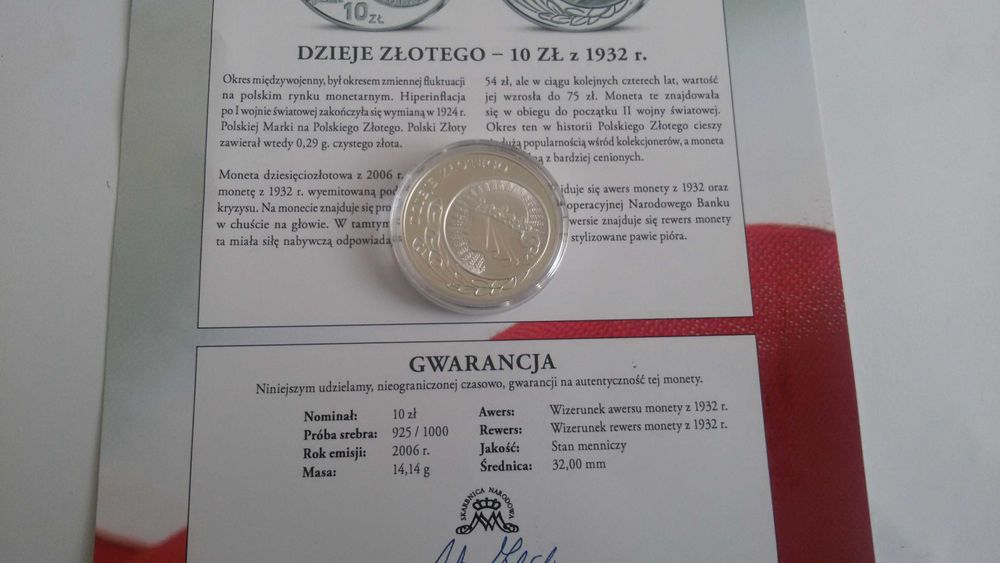 10 ZŁ
DZIEJE ZŁOTEGO – 10 ZŁ z 1932 r.
Okres międzywojenny, był okresem zmiennej fluktuacji
na polskim rynku monetarnym. Hiperinflacja
po I wojnie światowej zakończyła się wymianą w 1924 r.
Polskiej Marki na Polskiego Złotego. Polski Złoty
zawierał wtedy 0,29 g. czystego złota.
Moneta dziesięciozłotowa z 2006 r.
monetę z 1932 r. wyemitowaną pod
kryzysu. Na monecie znajduje się pro
w chuście na głowie. W tamtym
ta miała siłę nabywczą odpowiada
54 zł, ale w ciągu kolejnych czterech lat, wartość
jej wzrosła do 75 zł. Moneta te znajdowała
się w obiegu do początku II wojny światowej.
Okres ten w historii Polskiego Złotego cieszy
dużą popularnością wśród kolekcjonerów, a moneta
z bardziej cenionych.
duje się awers monety z 1932 oraz
operacyjnej Narodowego Banku
wersie znajduje się rewers monety
stylizowane pawie pióra.
DZIEJE ZŁOTEGO
GWARANCJA
Niniejszym udzielamy, nieograniczonej czasowo, gwarancji na autentyczność tej monety.
Nominał: 10 zł
Próba srebra: 925 / 1000
Rok emisji: 2006 r.
Masa: 14,14 g
Awers: Wizerunek awersu monety z 1932 r.
Rewers: Wizerunek rewers monety z 1932 r.
Jakość: Stan menniczy
Średnica: 32,00 mm
SKARBNICA NARODOWA